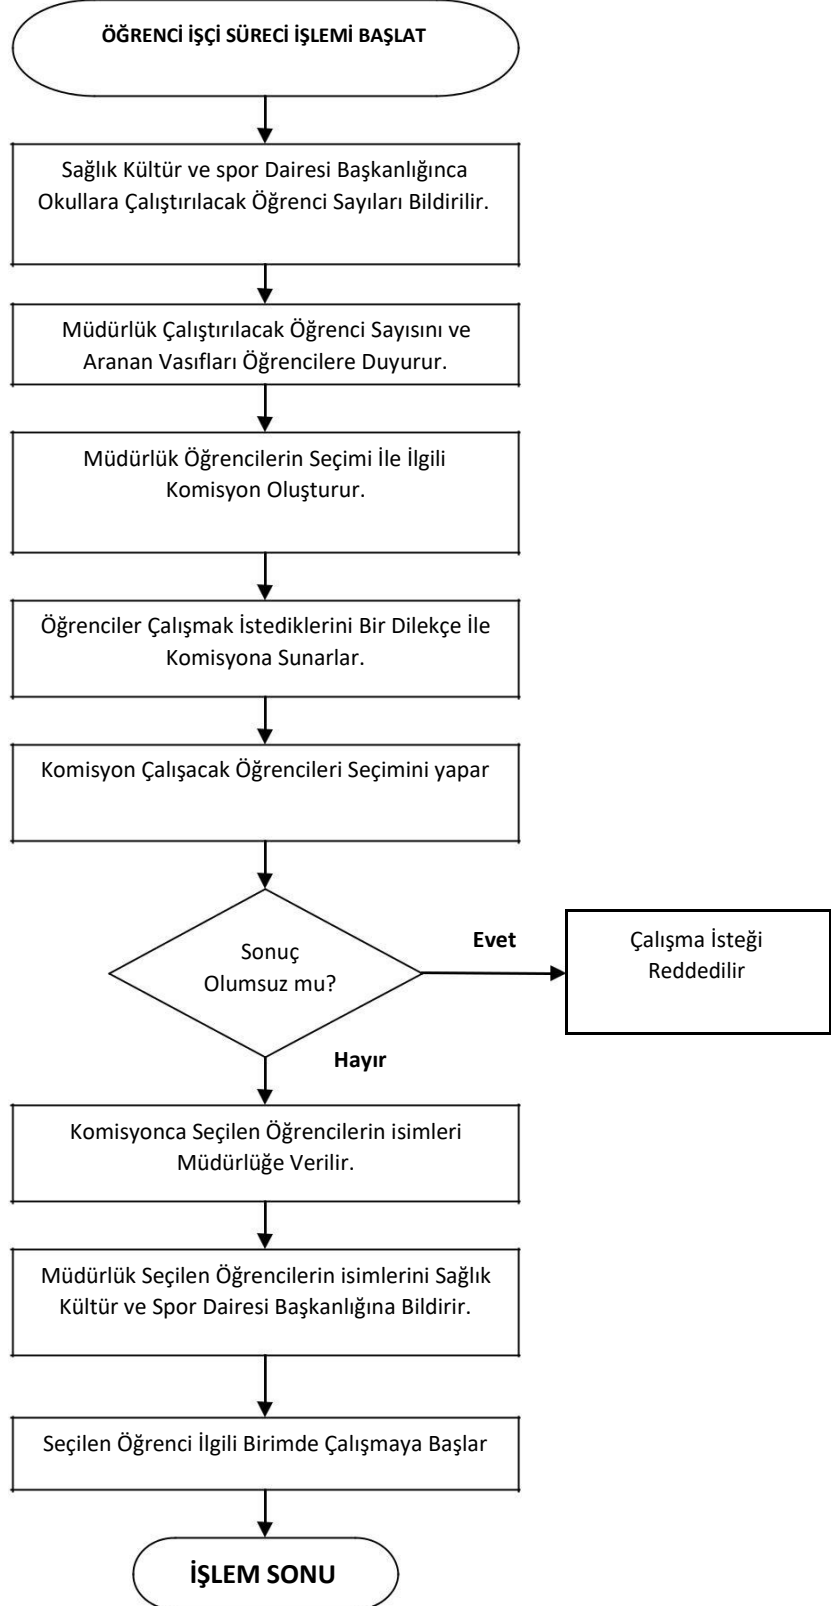 ÖĞRENCİ İŞÇİ SÜRECİ İŞLEMİ BAŞLAT
Sağlık Kültür ve spor Dairesi Başkanlığınca
Okullara Çalıştırılacak Öğrenci Sayıları Bildirilir.
Müdürlük Çalıştırılacak Öğrenci Sayısını ve
Aranan Vasıfları Öğrencilere Duyurur.
Müdürlük Öğrencilerin Seçimi İle İlgili
Komisyon Oluşturur.
Öğrenciler Çalışmak İstediklerini Bir Dilekçe İle
Komisyona Sunarlar.
Komisyon Çalışacak Öğrencileri Seçimini yapar
Sonuç
Olumsuz mu?
Evet
Çalışma İsteği
Reddedilir
Hayır
Komisyonca Seçilen Öğrencilerin isimleri
Müdürlüğe Verilir.
Müdürlük Seçilen Öğrencilerin isimlerini Sağlık
Kültür ve Spor Dairesi Başkanlığına Bildirir.
Seçilen Öğrenci İlgili Birimde Çalışmaya Başlar
İŞLEM SONU